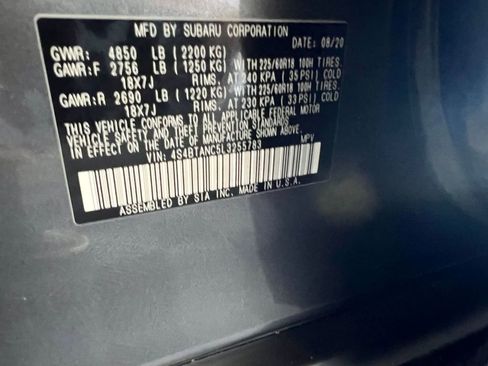 MFD BY SUBARU CORPORATION
DATE: 08/20
GVWR: 4850 LB (2200 KG)
GAWR:F 2756 LB (1250 KG) WITH 225/60R18 100H TIRES,
18X7J RIMS, AT 240 KPA (35 PSI) COLD
GAWR:R 2690 LB (1220 KG) WITH 225/60R18 100H TIRES,
18X7J RIMS, AT 230 KPA (33 PSI) COLD
THIS VEHICLE CONFORMS TO ALL APPLICABLE FEDERAL MOTOR
VEHICLE SAFETY AND BUMPER STANDARDS IN EFFECT ON THE
DATE OF MANUFACTURE SHOWN ABOVE.
VIN: 4S4BTANC5L3255783 MPV
ASSEMBLED BY SIA INC. MADE IN U.S.A.